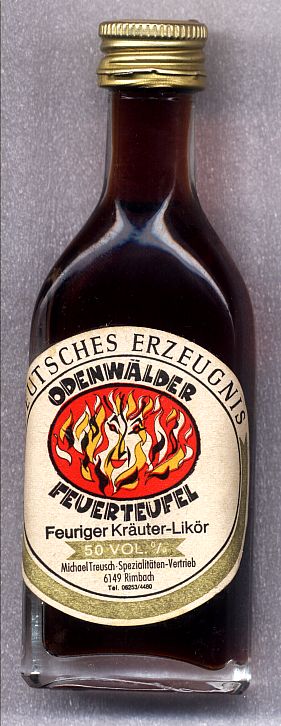 UTSCHES ERZEUGNIS
ODENWÄLDER
FEUERTEUFEL
Feuriger Kräuter-Likör
50 VOL. %
Michael Treusch-Spezialitäten-Vertrieb
6149 Rimbach
Tel. 06253/4480